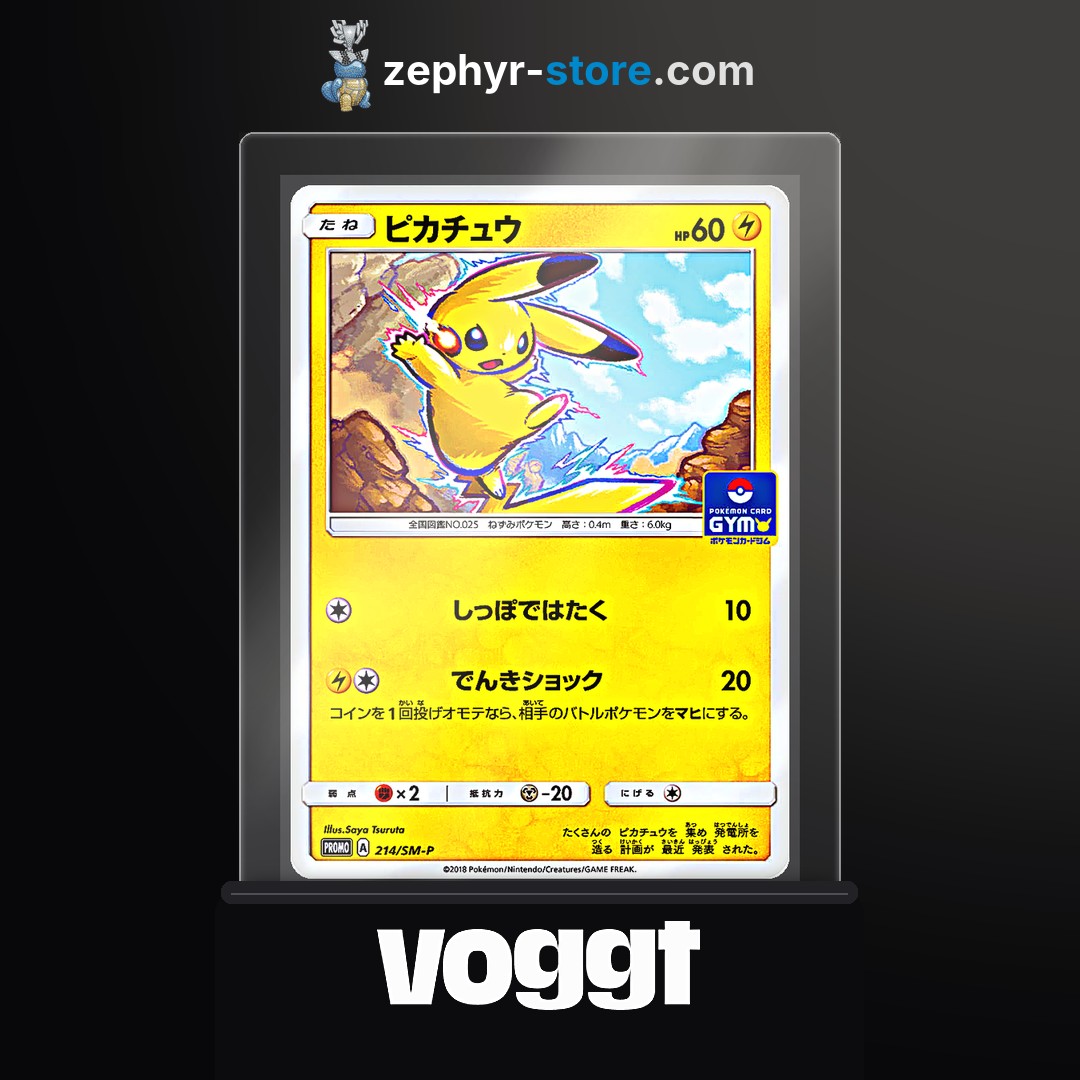 zephyr-store.com
たね ピカチュウ HP 60
全国図鑑NO.025 ねずみポケモン 高さ:0.4m 重さ:6.0kg
POKÉMON CARD
GYM
ポケモンカードジム
しっぽではたく 10
でんきショック 20
コインを1回投げオモテなら、相手のバトルポケモンをマヒにする。
弱点 ×2 抵抗力 -20 にげる
Illus.Saya Tsuruta
PROMO A 214/SM-P
たくさんの ピカチュウを 集め 発電所を
造る 計画が 最近 発表 された。
©2018 Pokémon/Nintendo/Creatures/GAME FREAK.
voggt